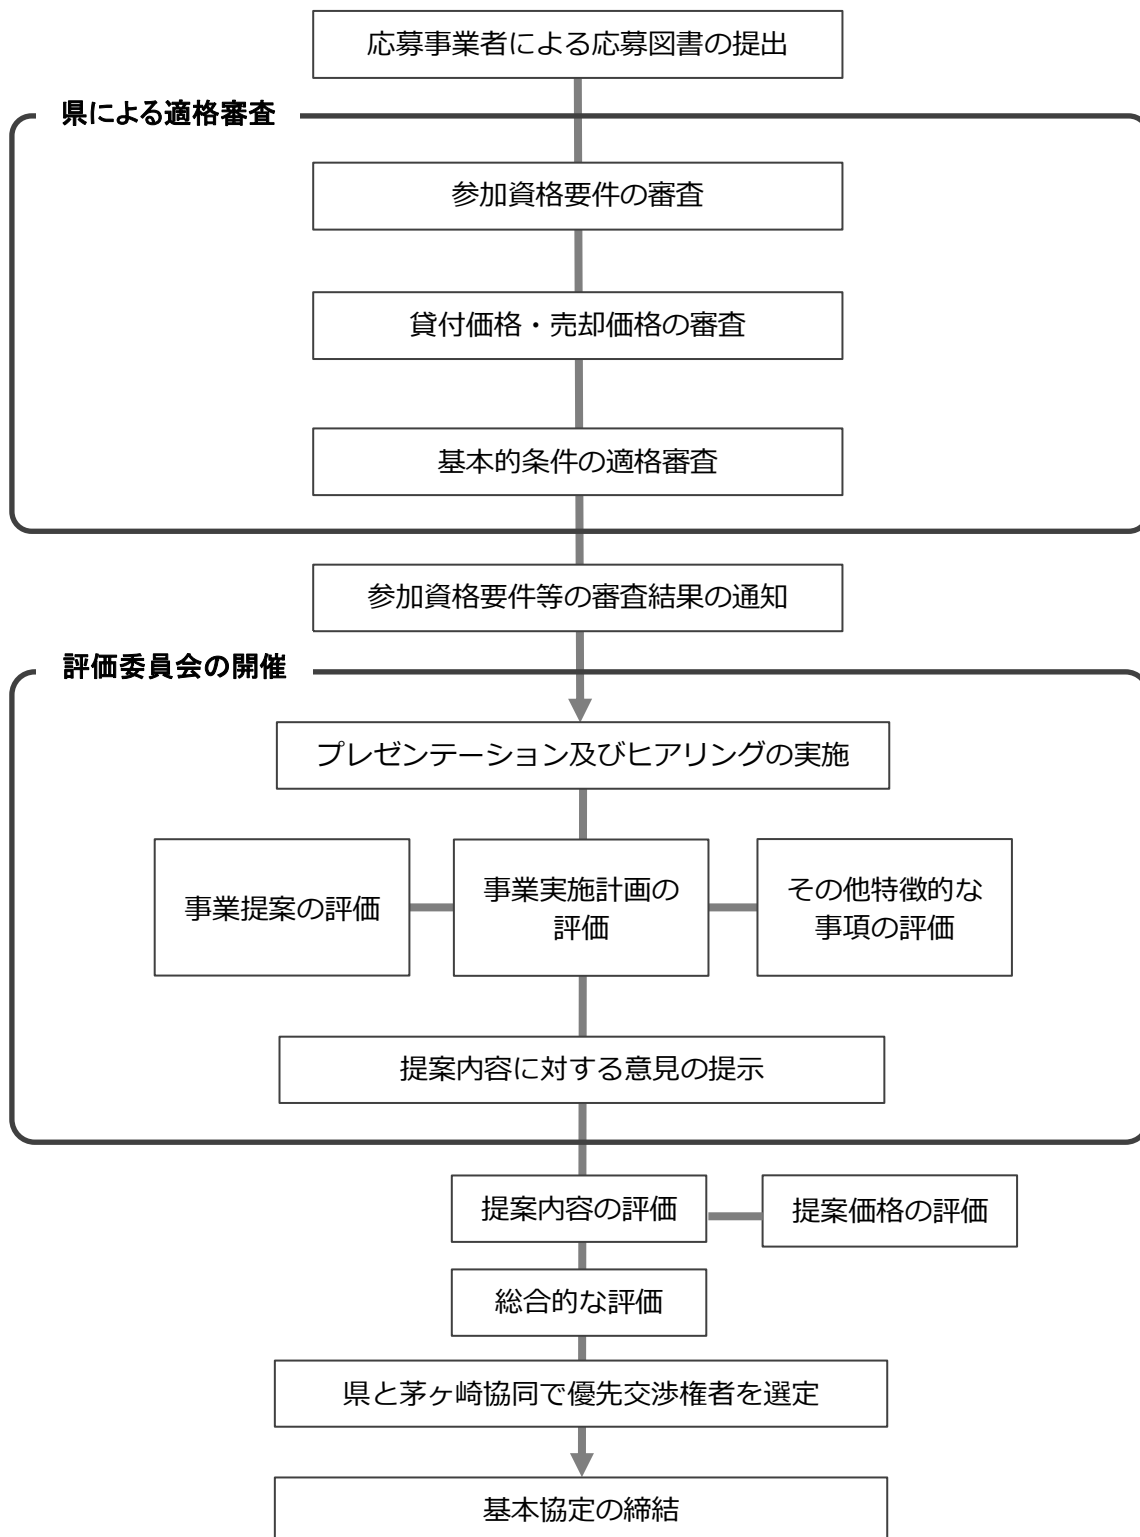 応募事業者による応募図書の提出
県による適格審査
参加資格要件の審査
貸付価格・売却価格の審査
基本的条件の適格審査
参加資格要件等の審査結果の通知
評価委員会の開催
プレゼンテーション及びヒアリングの実施
事業提案の評価
事業実施計画の
評価
その他特徴的な
事項の評価
提案内容に対する意見の提示
提案内容の評価
提案価格の評価
総合的な評価
県と茅ヶ崎協同で優先交渉権者を選定
基本協定の締結